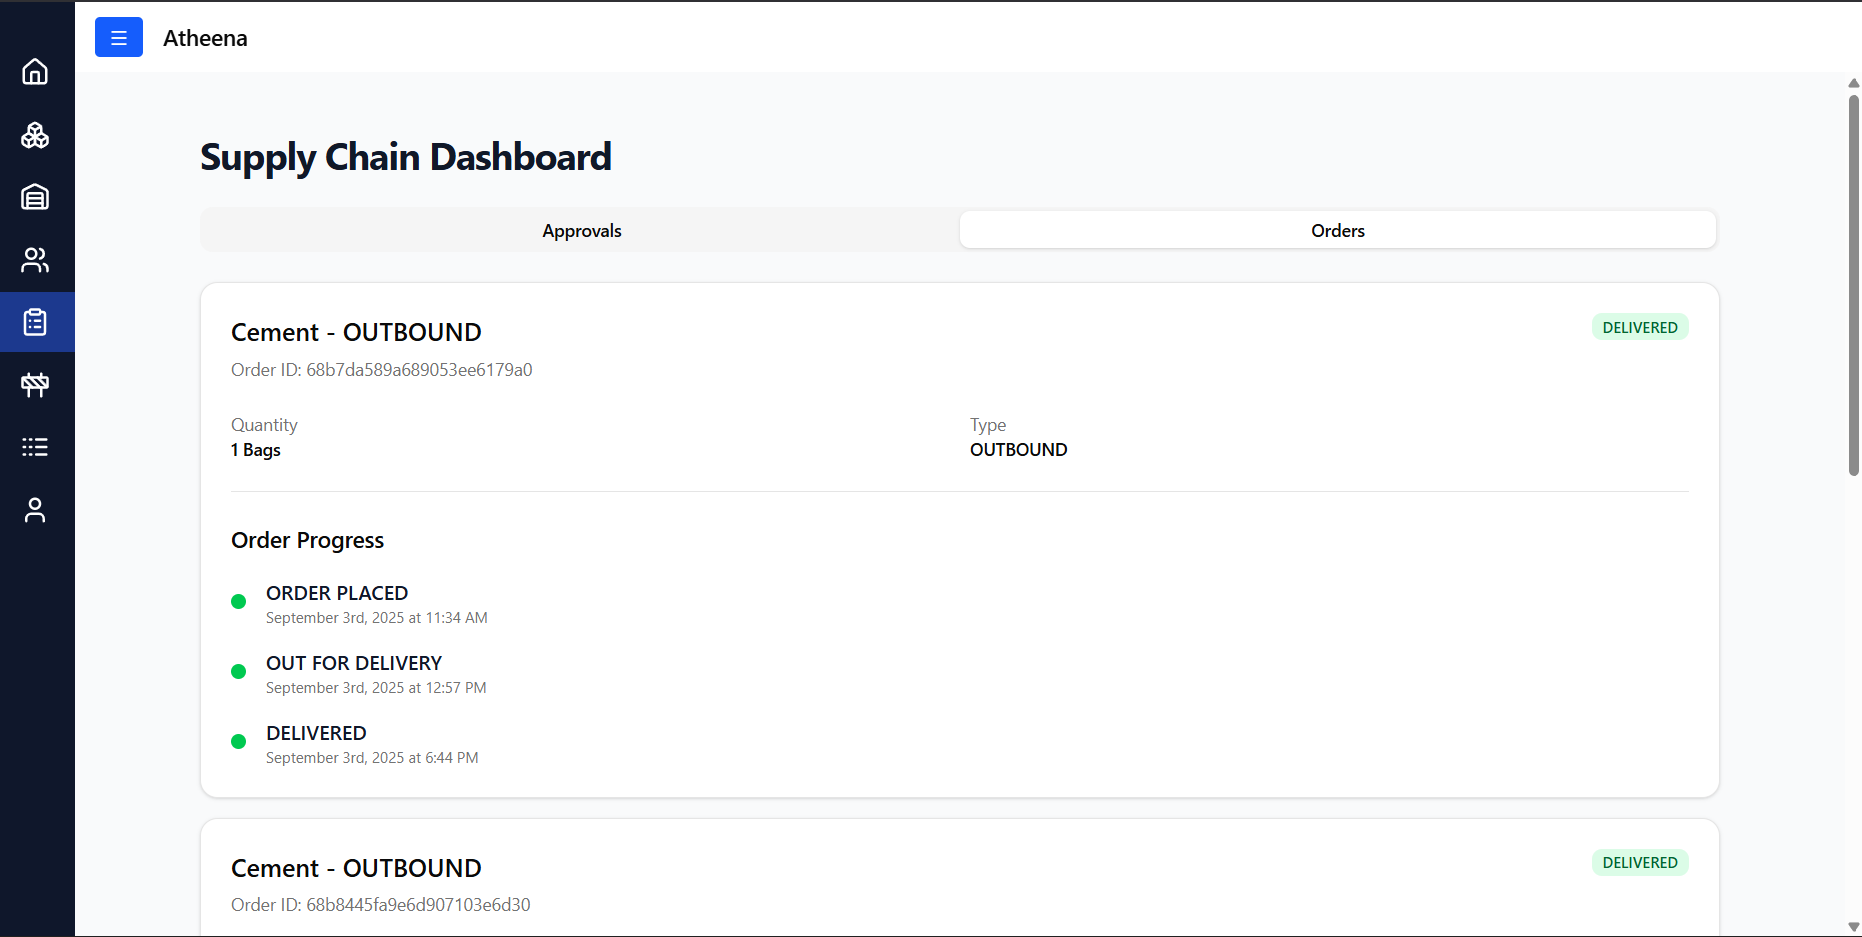 Atheena
Supply Chain Dashboard
Approvals
Orders
Cement - OUTBOUND
DELIVERED
Order ID: 68b7da589a689053ee6179a0
Quantity
1 Bags
Type
OUTBOUND
Order Progress
ORDER PLACED
September 3rd, 2025 at 11:34 AM
OUT FOR DELIVERY
September 3rd, 2025 at 12:57 PM
DELIVERED
September 3rd, 2025 at 6:44 PM
Cement - OUTBOUND
DELIVERED
Order ID: 68b8445fa9e6d907103e6d30